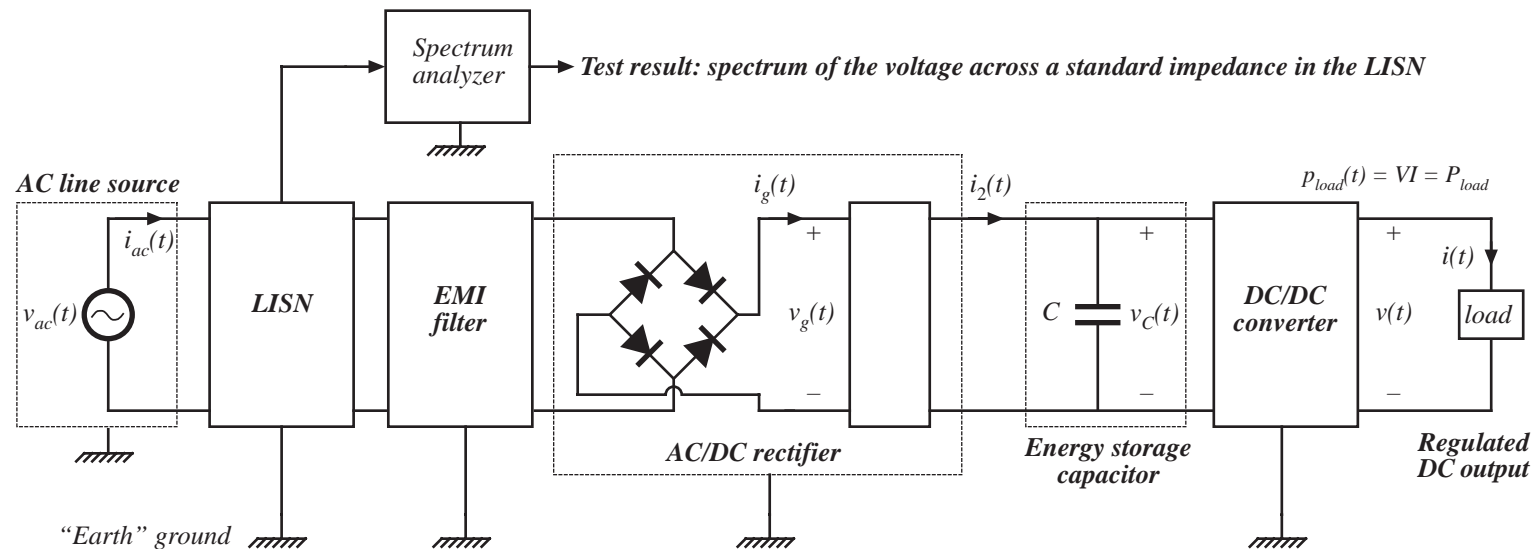 Spectrum
analyzer
Test result: spectrum of the voltage across a standard impedance in the LISN
AC line source
i_ac(t)
v_ac(t)
LISN
EMI
filter
i_g(t)
+
v_g(t)
–
AC/DC rectifier
i_2(t)
C
+
v_C(t)
–
Energy storage
capacitor
DC/DC
converter
p_load(t) = VI = P_load
+
v(t)
–
i(t)
load
Regulated
DC output
“Earth” ground